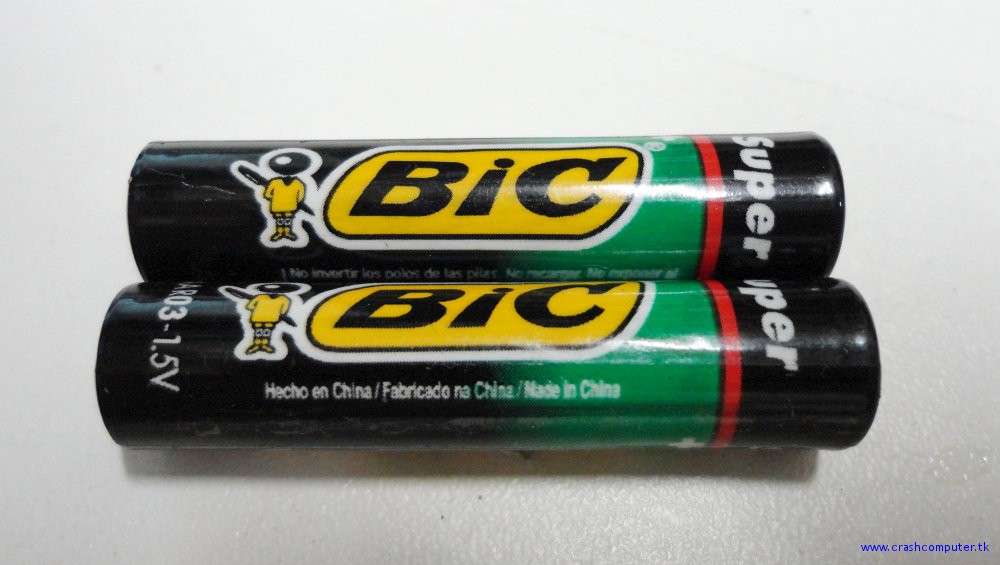 BiC
®
Super
! No invertir los polos de las pilas. No recargar. No exponer al
BiC
uper
R03-1.5V
Hecho en China / Fabricado na China / Made in China
www.crashcomputer.tk